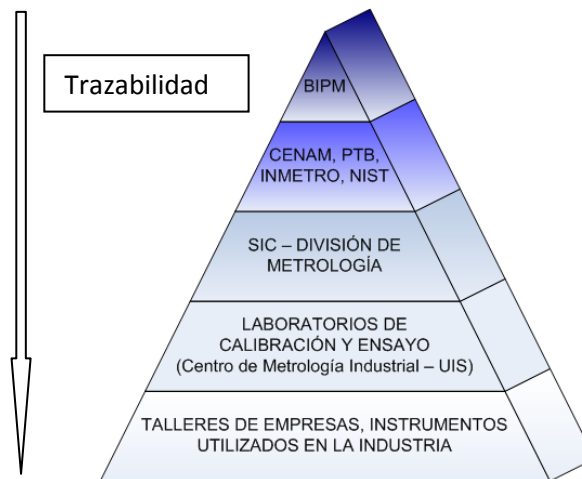 Trazabilidad
BIPM
CENAM, PTB,
INMETRO, NIST
SIC – DIVISIÓN DE
METROLOGÍA
LABORATORIOS DE
CALIBRACIÓN Y ENSAYO
(Centro de Metrología Industrial – UIS)
TALLERES DE EMPRESAS, INSTRUMENTOS
UTILIZADOS EN LA INDUSTRIA